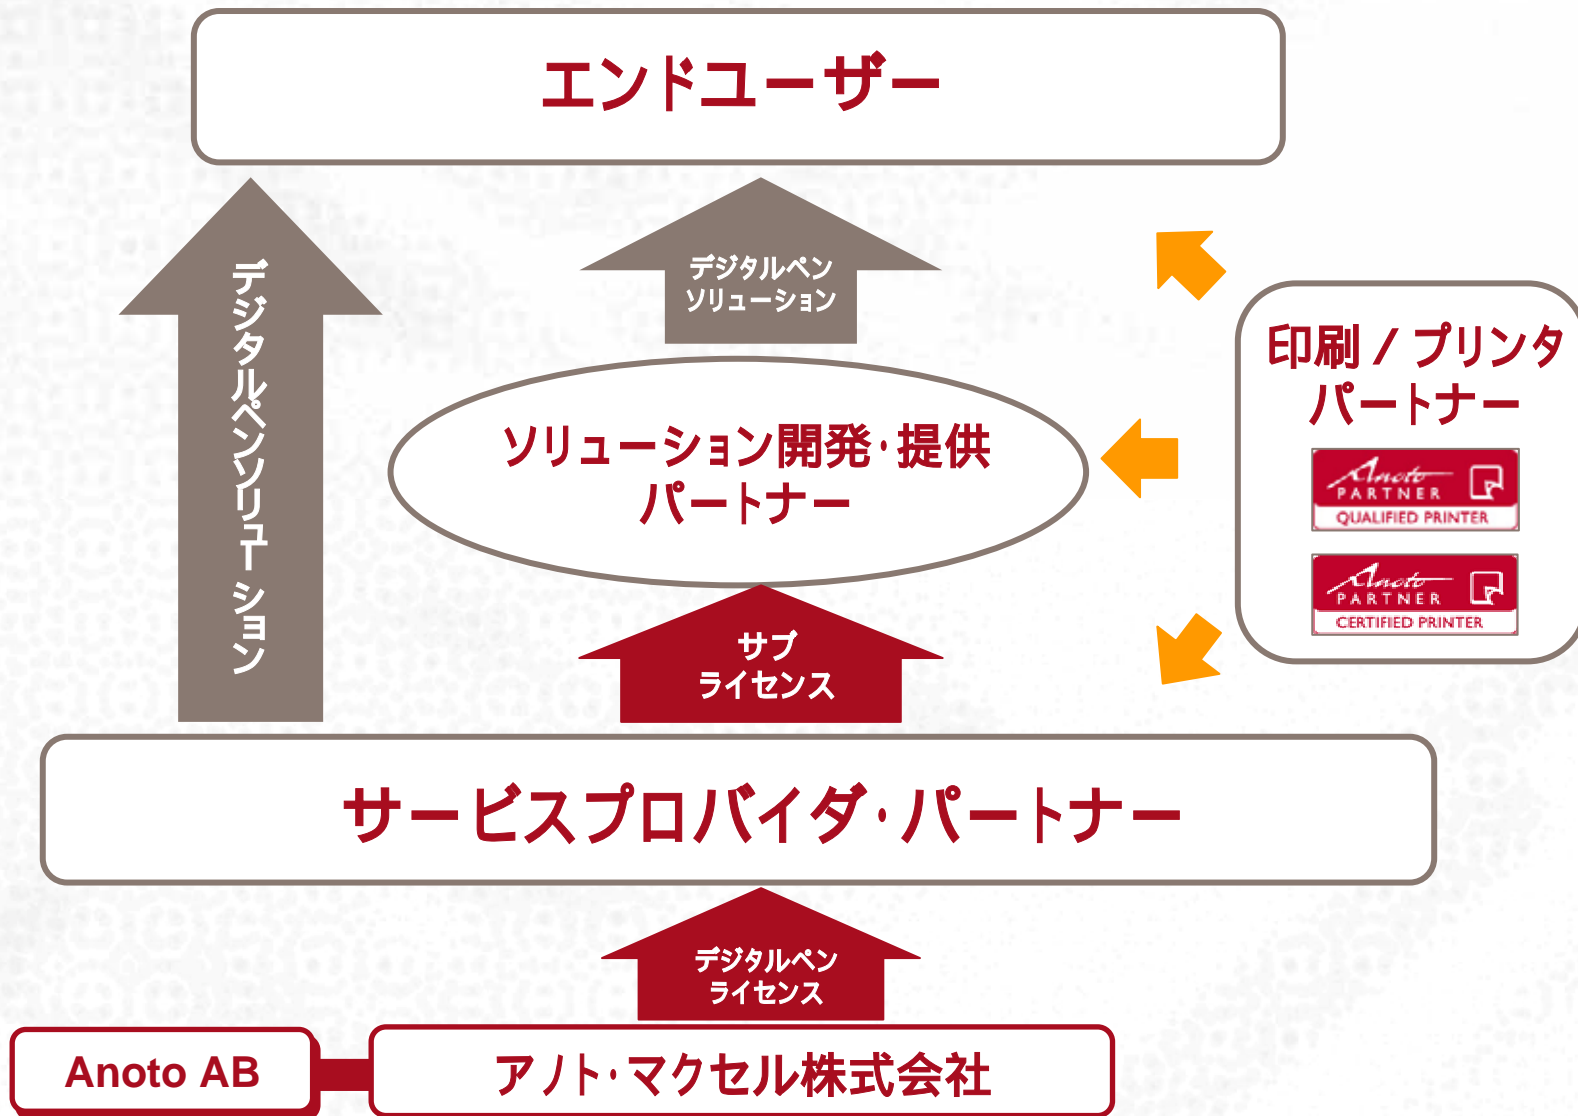 エンドユーザー
デジタルペンソリューション
デジタルペン
ソリューション
印刷 / プリンタ
パートナー
Anoto
PARTNER
QUALIFIED PRINTER
Anoto
PARTNER
CERTIFIED PRINTER
ソリューション開発・提供
パートナー
サブ
ライセンス
サービスプロバイダ・パートナー
デジタルペン
ライセンス
Anoto AB
アノト・マクセル株式会社